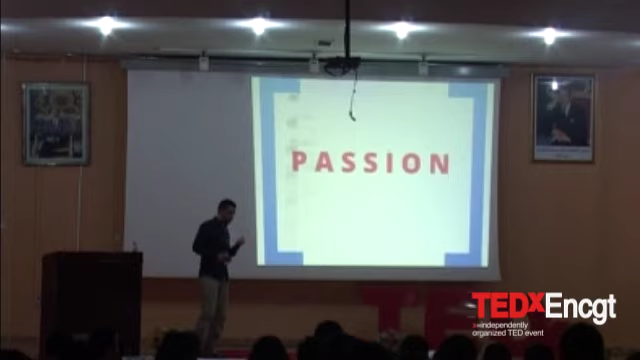 PASSION
TEDxEncgt
x=independently
organized TED event